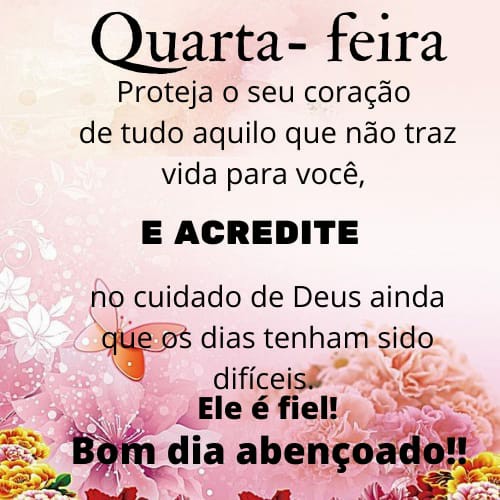 Quarta- feira
Proteja o seu coração
de tudo aquilo que não traz
vida para você,
E ACREDITE
no cuidado de Deus ainda
que os dias tenham sido
difíceis.
Ele é fiel!
Bom dia abençoado!!